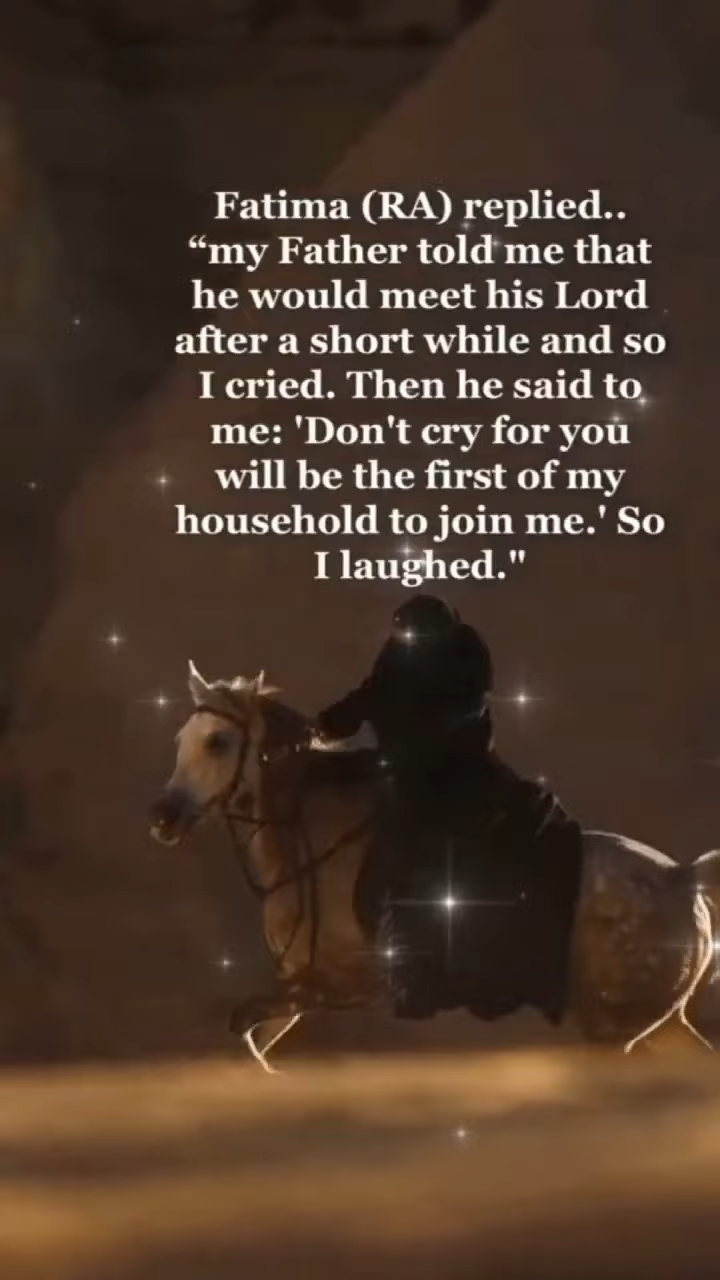 Fatima (RA) replied..
“my Father told me that
he would meet his Lord
after a short while and so
I cried. Then he said to
me: 'Don't cry for you
will be the first of my
household to join me.' So
I laughed."